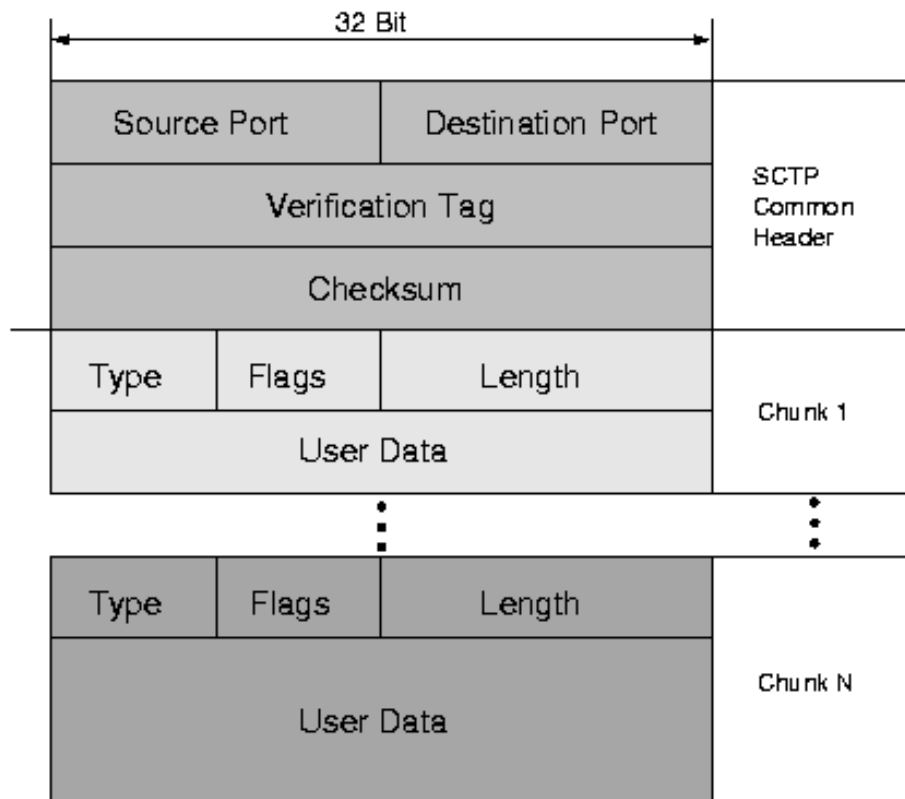 32 Bit
Source Port
Destination Port
Verification Tag
SCTP
Common
Header
Checksum
Type
Flags
Length
Chunk 1
User Data
Type
Flags
Length
Chunk N
User Data